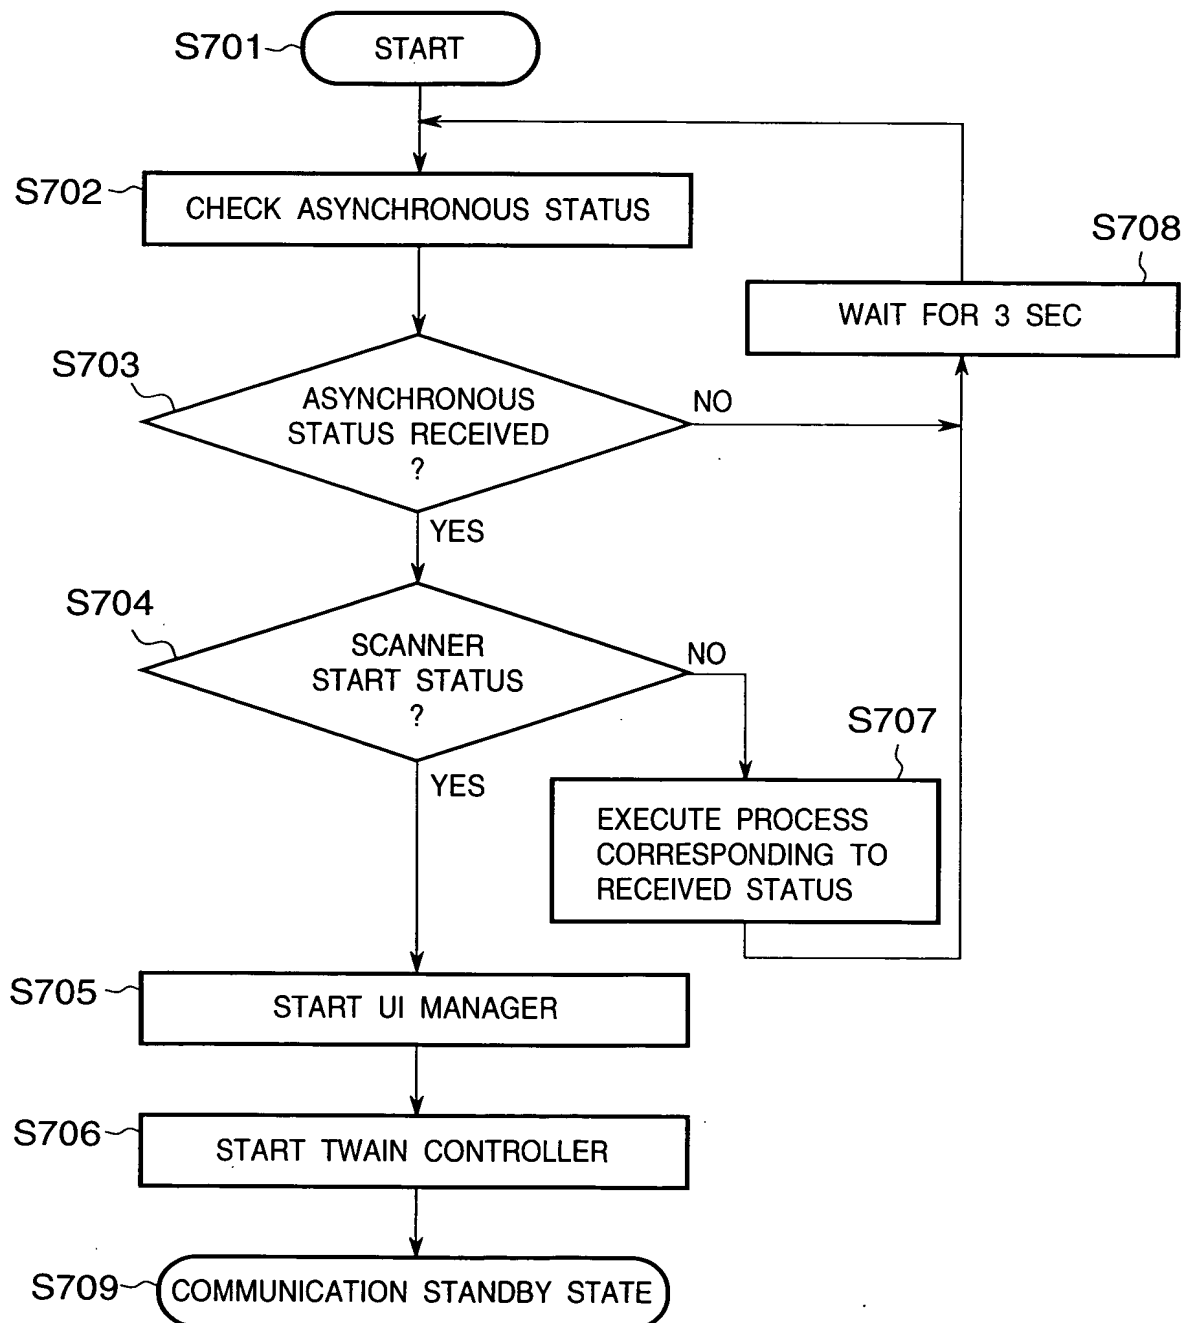 S701
START
S702
CHECK ASYNCHRONOUS STATUS
S708
WAIT FOR 3 SEC
S703
ASYNCHRONOUS
STATUS RECEIVED
?
NO
YES
S704
SCANNER
START STATUS
?
NO
YES
S707
EXECUTE PROCESS
CORRESPONDING TO
RECEIVED STATUS
S705
START UI MANAGER
S706
START TWAIN CONTROLLER
S709
COMMUNICATION STANDBY STATE